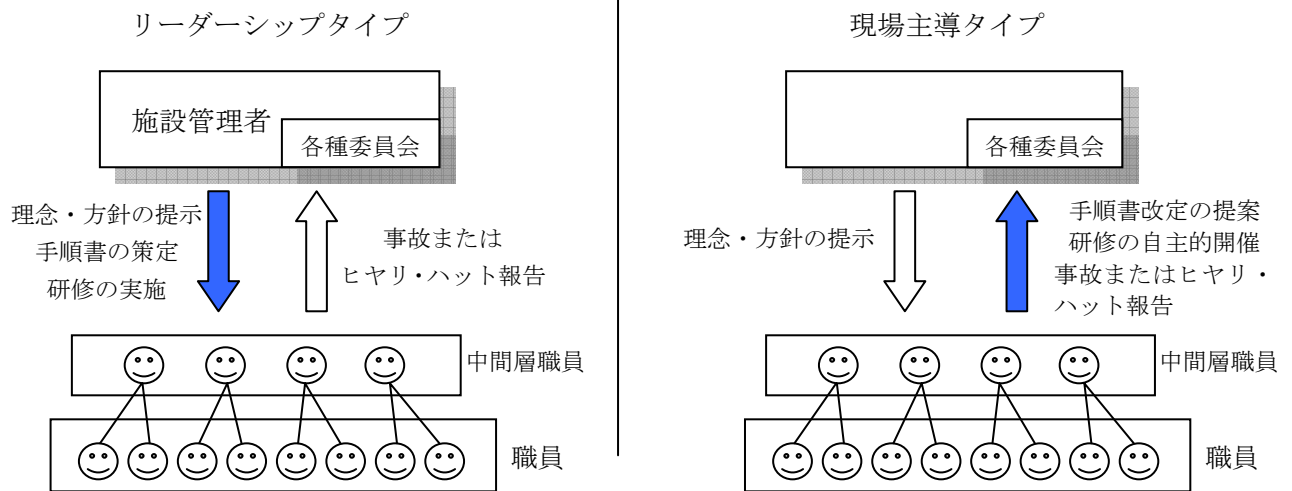 リーダーシップタイプ
施設管理者
各種委員会
理念・方針の提示
手順書の策定
研修の実施
事故または
ヒヤリ・ハット報告
中間層職員
職員
現場主導タイプ
各種委員会
理念・方針の提示
手順書改定の提案
研修の自主的開催
事故またはヒヤリ・
ハット報告
中間層職員
職員